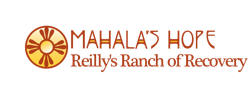 MAHALA'S HOPE
Reilly's Ranch of Recovery